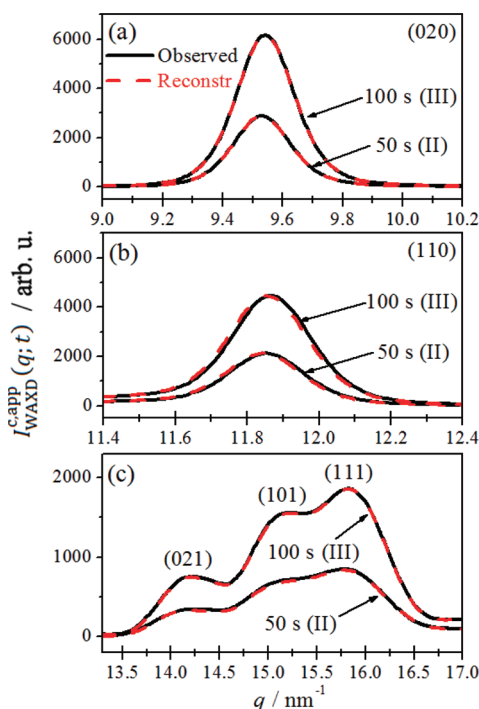 (a)
(020)
Observed
Reconstr
100 s (III)
50 s (II)
6000
4000
2000
0
9.0 9.2 9.4 9.6 9.8 10.0 10.2
(b)
(110)
100 s (III)
50 s (II)
6000
4000
2000
0
11.4 11.6 11.8 12.0 12.2 12.4
(c)
(021)
(101)
(111)
100 s (III)
50 s (II)
2000
1000
0
13.5 14.0 14.5 15.0 15.5 16.0 16.5 17.0
q / nm⁻¹
I^{c,app}_{WAXD}(q; t) / arb. u.